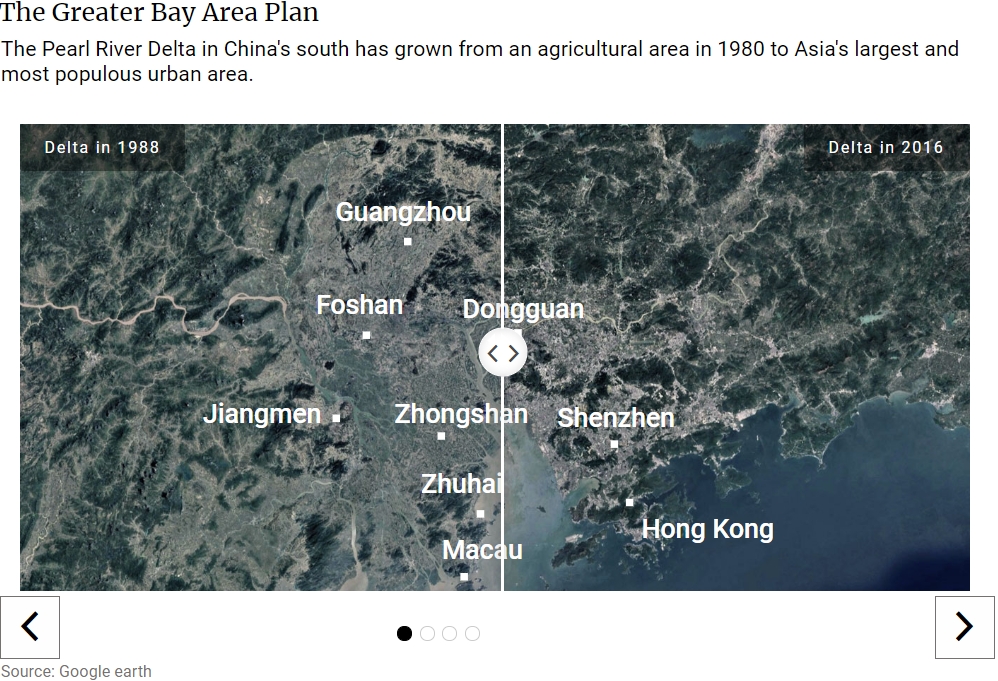 The Greater Bay Area Plan
The Pearl River Delta in China's south has grown from an agricultural area in 1980 to Asia's largest and
most populous urban area.
Delta in 1988
Delta in 2016
Guangzhou
Foshan
Dongguan
Jiangmen
Zhongshan
Shenzhen
Zhuhai
Hong Kong
Macau
Source: Google earth